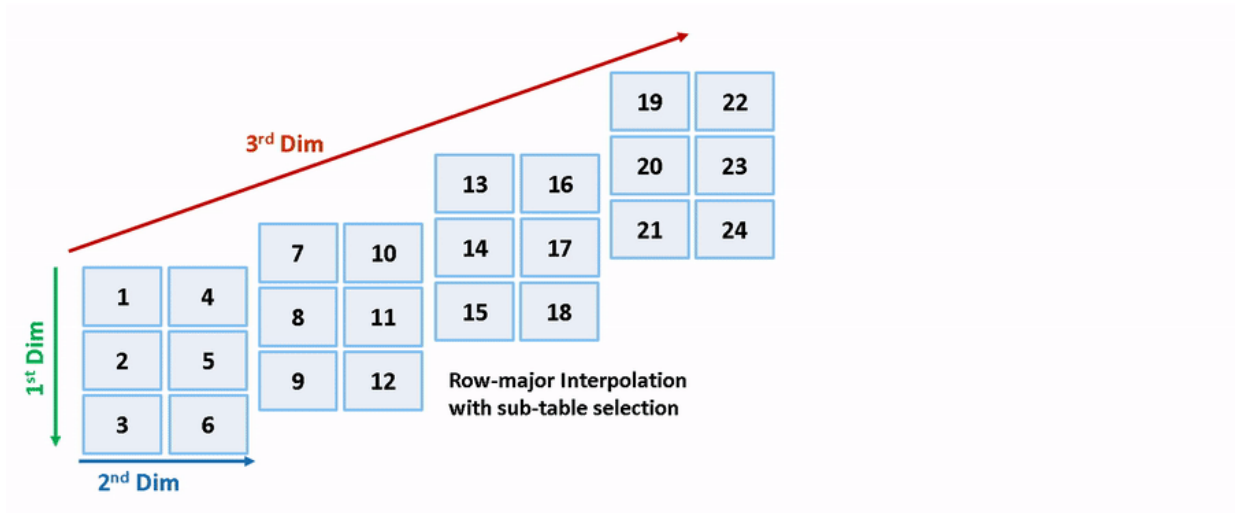 3rd Dim
19 22
20 23
21 24
13 16
14 17
15 18
7 10
8 11
9 12
1 4
2 5
3 6
1st Dim
2nd Dim
Row-major Interpolation
with sub-table selection